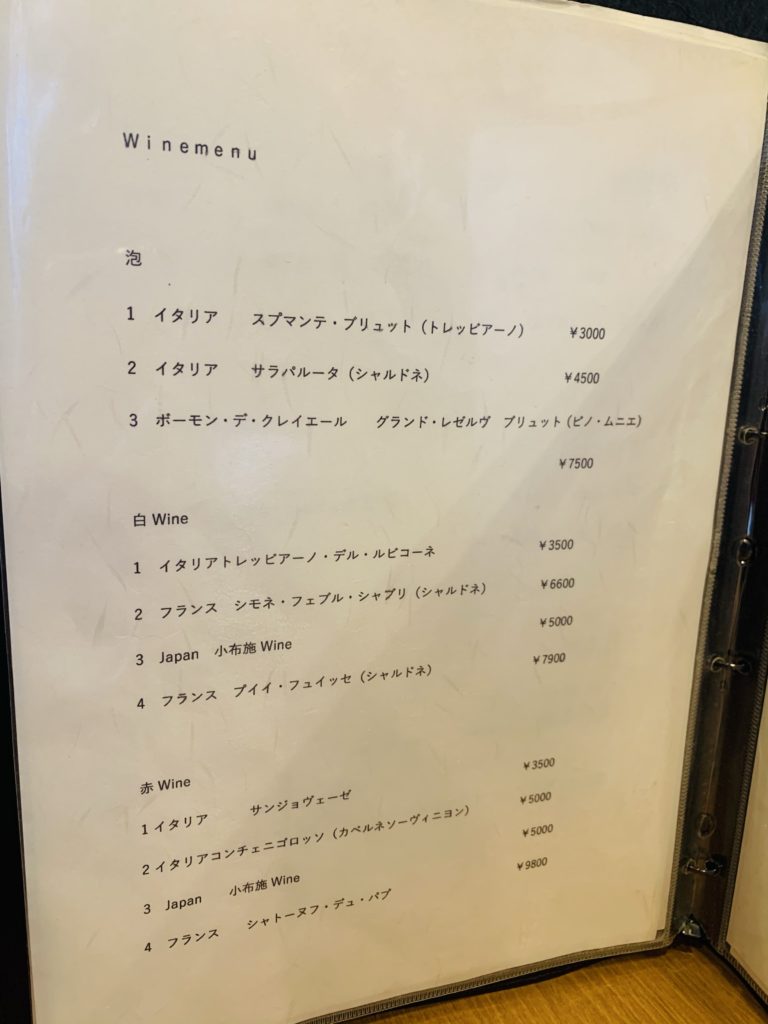 Winemenu
泡
1 イタリア スプマンテ・ブリュット（トレッビアーノ） ￥3000
2 イタリア サラパルータ（シャルドネ） ￥4500
3 ボーモン・デ・クレイエール グランド・レゼルヴ ブリュット（ピノ・ムニエ）
￥7500
白 Wine
1 イタリアトレッビアーノ・デル・ルビコーネ ￥3500
2 フランス シモネ・フェブル・シャブリ（シャルドネ） ￥6600
3 Japan 小布施 Wine ￥5000
4 フランス プイイ・フュイッセ（シャルドネ） ￥7900
赤 Wine
1 イタリア サンジョヴェーゼ ￥3500
2 イタリアコンチェニゴロッソ（カベルネソーヴィニヨン） ￥5000
3 Japan 小布施 Wine ￥5000
4 フランス シャトーヌフ・デュ・パプ ￥9800